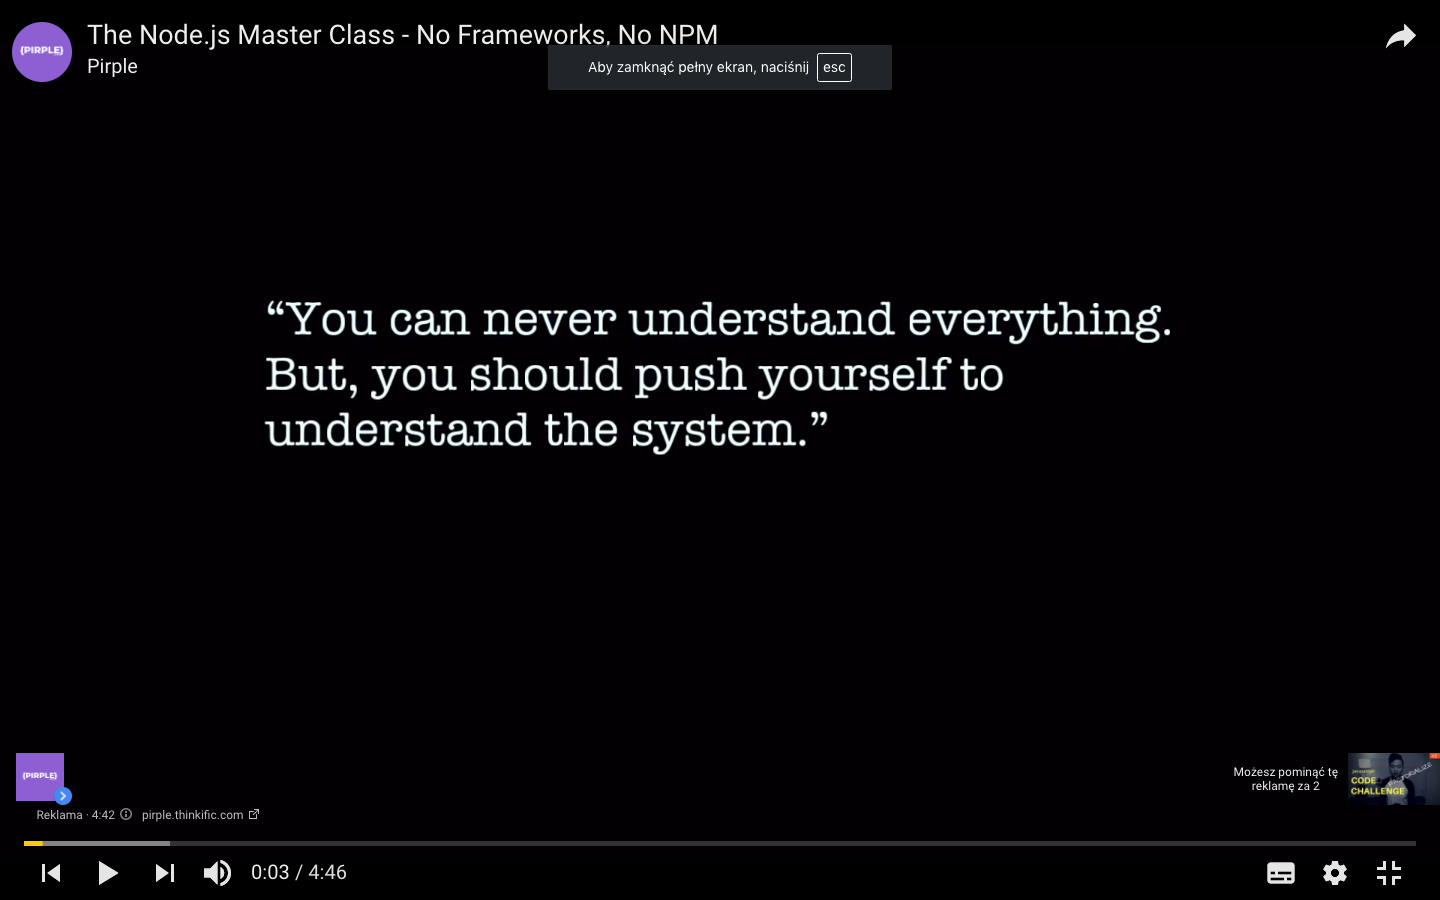 {PIRPLE}
The Node.js Master Class - No Frameworks, No NPM
Pirple
Aby zamknąć pełny ekran, naciśnij esc
“You can never understand everything.
But, you should push yourself to
understand the system.”
{PIRPLE}
Reklama · 4:42 pirple.thinkific.com
Możesz pominąć tę
reklamę za 2
CODE
CHALLENGE
FACTORIALIZE
0:03 / 4:46